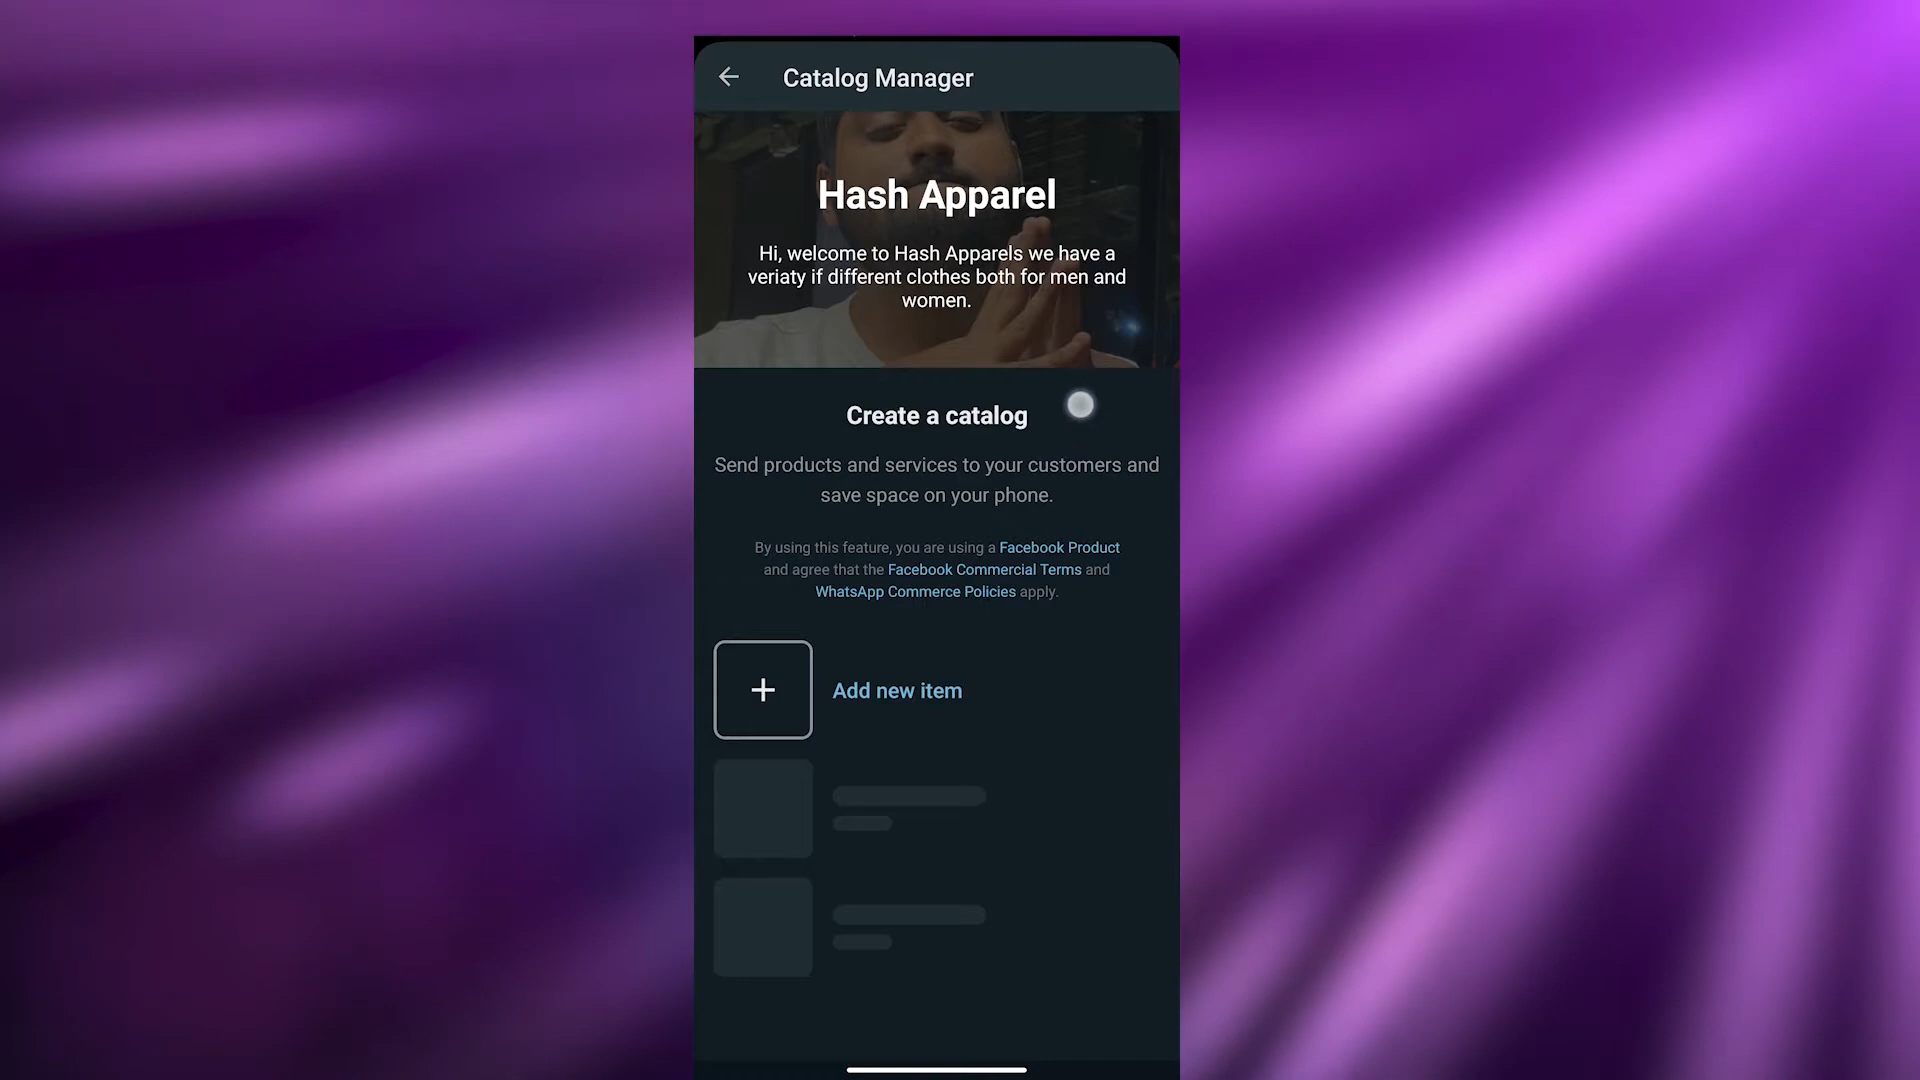 Catalog Manager
Hash Apparel
Hi, welcome to Hash Apparels we have a
veriaty if different clothes both for men and
women.
Create a catalog
Send products and services to your customers and
save space on your phone.
By using this feature, you are using a Facebook Product
and agree that the Facebook Commercial Terms and
WhatsApp Commerce Policies apply.
Add new item